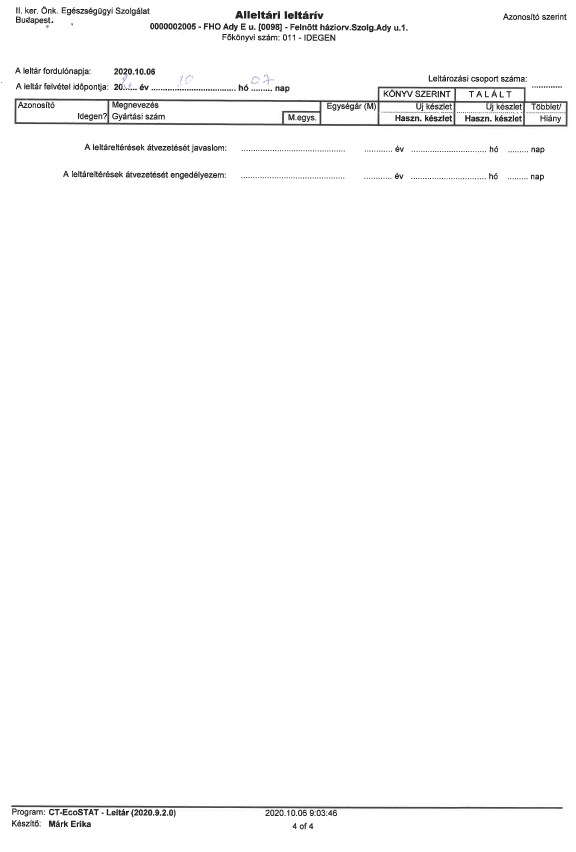 II. ker. Önk. Egészségügyi Szolgálat
Budapest.
Alleltári leltárív
Azonosító szerint
0000002005 - FHO Ady E u. [0098] - Felnőtt háziorv.Szolg.Ady u.1.
Főkönyvi szám: 011 - IDEGEN
A leltár fordulónapja: 2020.10.06
Leltározási csoport száma: ............
A leltár felvétel időpontja: 20..... év 10 hó 07 nap
Azonosító Megnevezés Egységár (M) KÖNYV SZERINT T A L Á L T
Új készlet Új készlet Többlet/
Idegen? Gyártási szám M.egys. Haszn. készlet Haszn. készlet Hiány
A leltáreltérések átvezetését javaslom: ........................................ ........... év ............................. hó ........ nap
A leltáreltérések átvezetését engedélyezem: ........................................ ........... év ............................. hó ........ nap
Program: CT-EcoSTAT - Leltár (2020.9.2.0) 2020.10.06 9:03:46
Készítő: Márk Erika 4 of 4